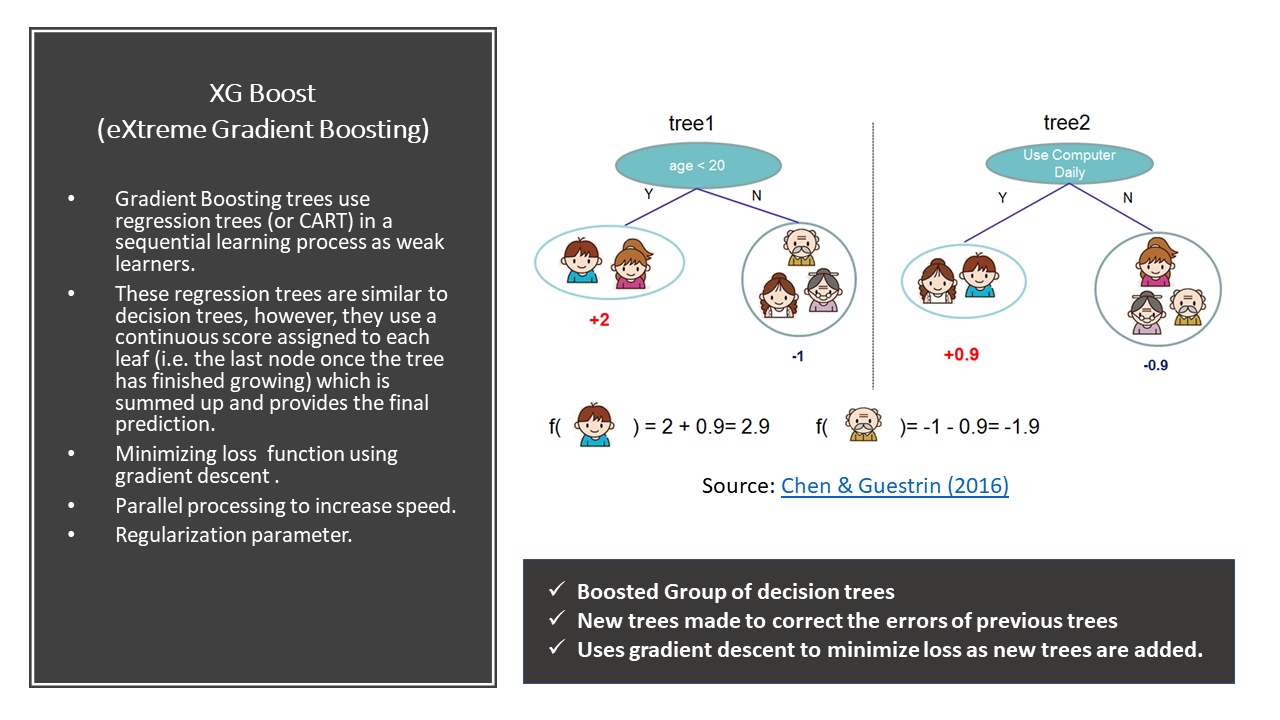 XG Boost
(eXtreme Gradient Boosting)
• Gradient Boosting trees use
regression trees (or CART) in a
sequential learning process as weak
learners.
• These regression trees are similar to
decision trees, however, they use a
continuous score assigned to each
leaf (i.e. the last node once the tree
has finished growing) which is
summed up and provides the final
prediction.
• Minimizing loss  function using
gradient descent .
• Parallel processing to increase speed.
• Regularization parameter.
tree1
age < 20
Y
N
+2
-1
tree2
Use Computer
Daily
Y
N
+0.9
-0.9
f( ) = 2 + 0.9= 2.9
f( )= -1 - 0.9= -1.9
Source: Chen & Guestrin (2016)
✓ Boosted Group of decision trees
✓ New trees made to correct the errors of previous trees
✓ Uses gradient descent to minimize loss as new trees are added.